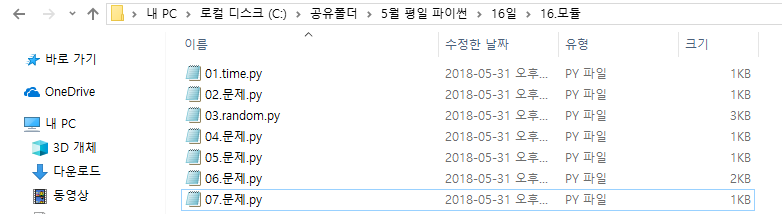 내 PC > 로컬 디스크 (C:) > 공유폴더 > 5월 평일 파이썬 > 16일 > 16.모듈
이름 수정한 날짜 유형 크기
바로 가기
OneDrive
내 PC
3D 개체
다운로드
동영상
01.time.py 2018-05-31 오후... PY 파일 1KB
02.문제.py 2018-05-31 오후... PY 파일 1KB
03.random.py 2018-05-31 오후... PY 파일 3KB
04.문제.py 2018-05-31 오후... PY 파일 1KB
05.문제.py 2018-05-31 오후... PY 파일 1KB
06.문제.py 2018-05-31 오후... PY 파일 2KB
07.문제.py 2018-05-31 오후... PY 파일 1KB